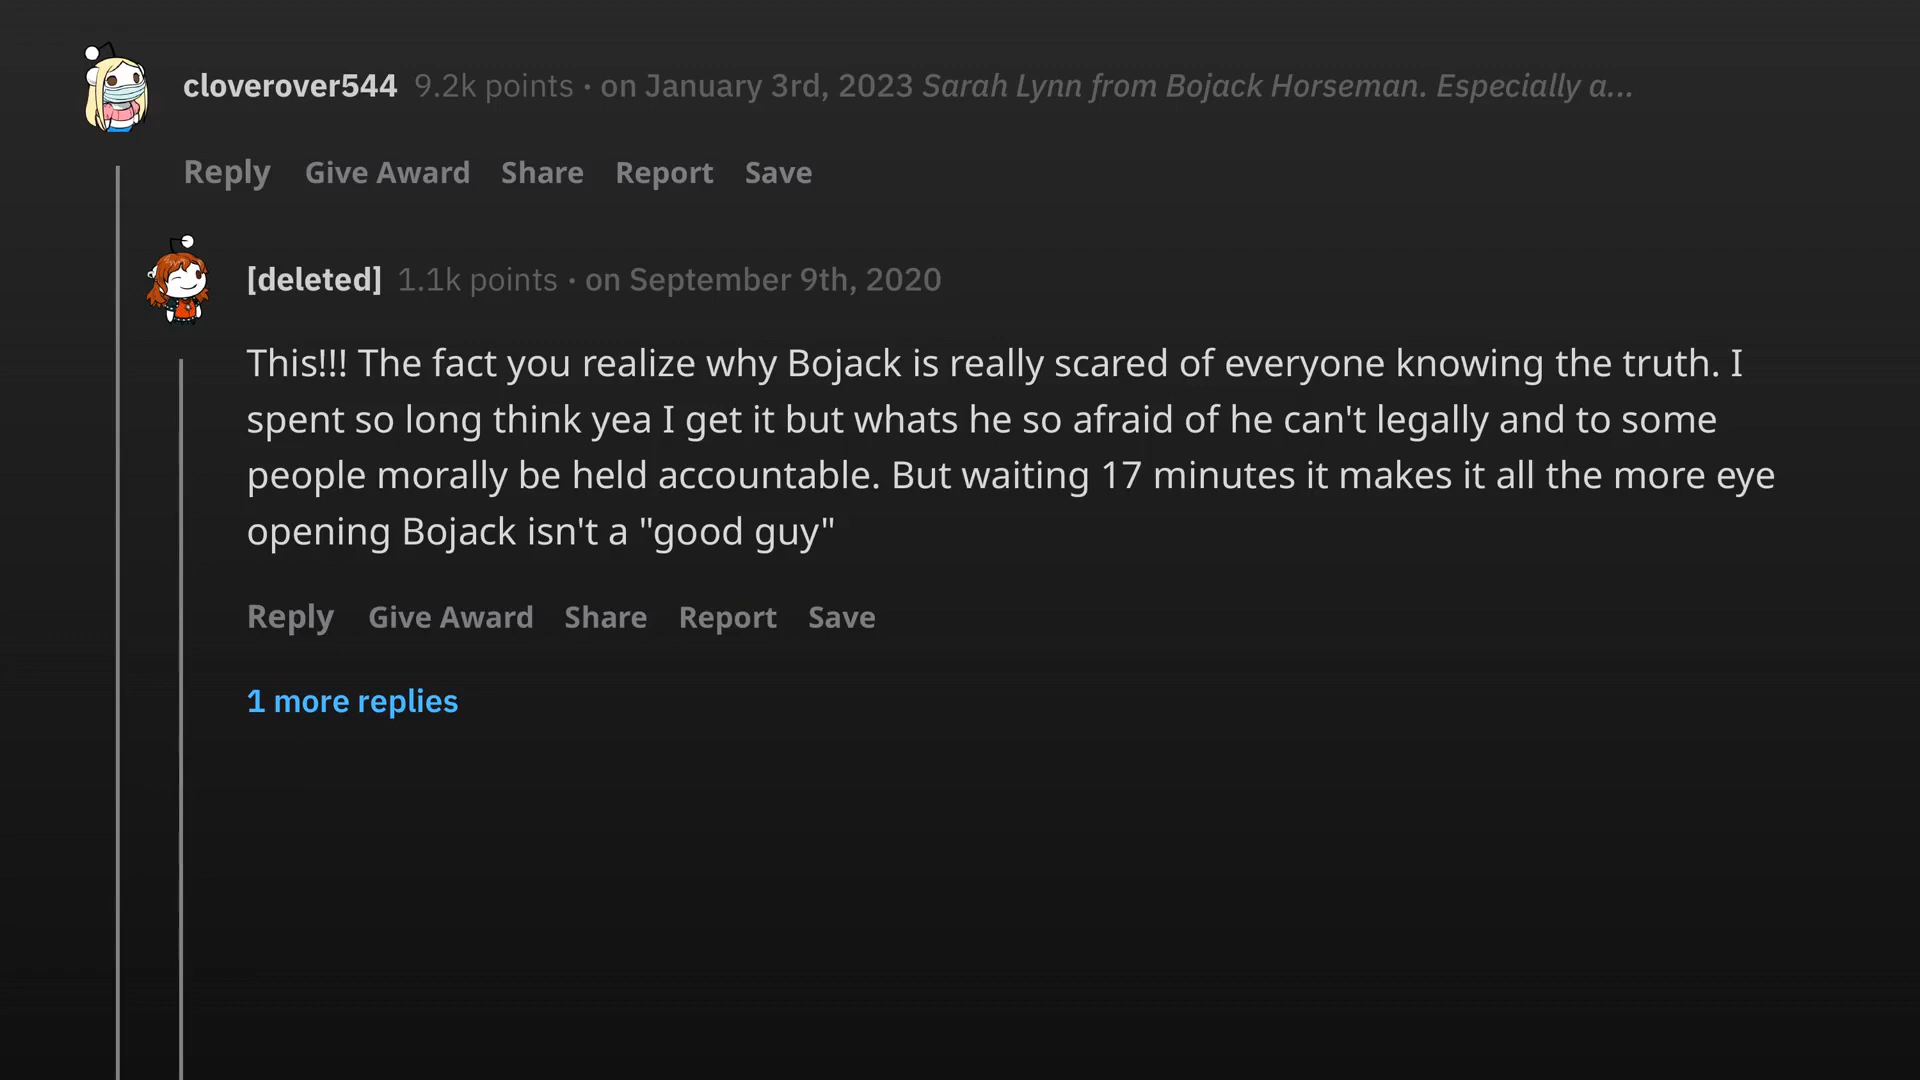 cloverover544 9.2k points · on January 3rd, 2023 Sarah Lynn from Bojack Horseman. Especially a...
Reply Give Award Share Report Save
[deleted] 1.1k points · on September 9th, 2020
This!!! The fact you realize why Bojack is really scared of everyone knowing the truth. I
spent so long think yea I get it but whats he so afraid of he can't legally and to some
people morally be held accountable. But waiting 17 minutes it makes it all the more eye
opening Bojack isn't a "good guy"
Reply Give Award Share Report Save
1 more replies